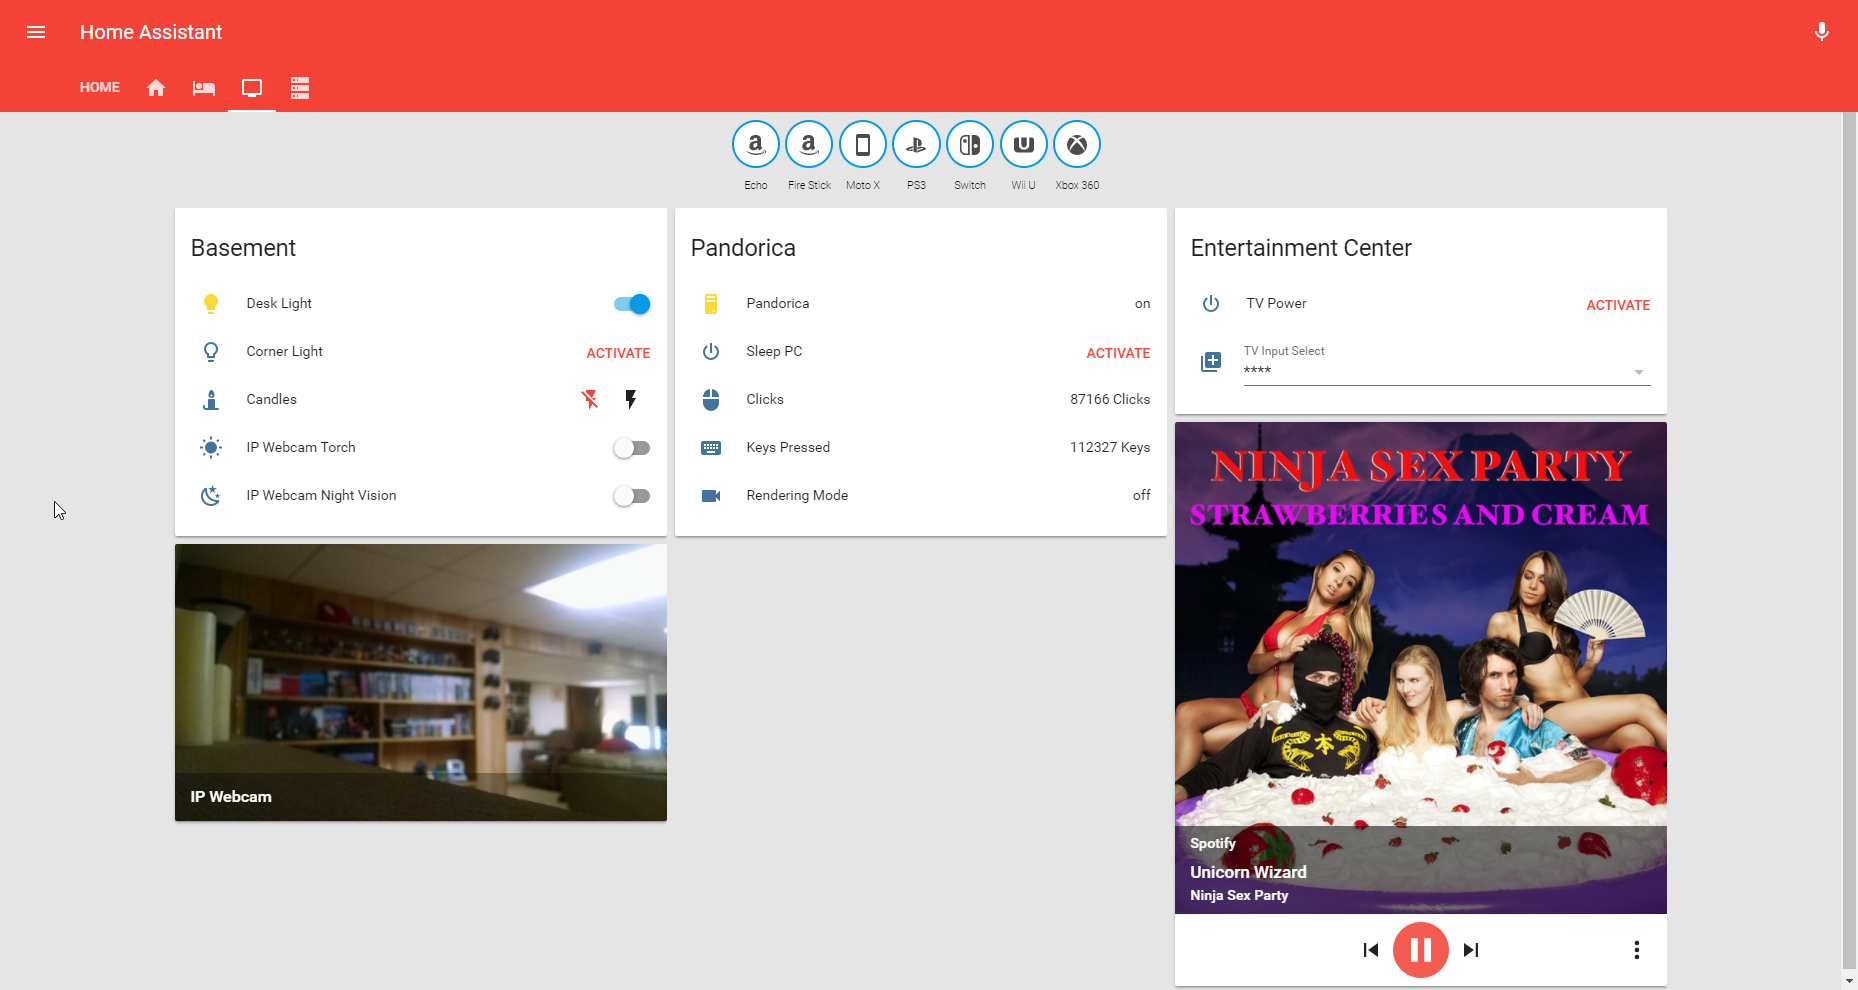 Home Assistant
HOME
Echo
Fire Stick
Moto X
PS3
Switch
Wii U
Xbox 360
Basement
Desk Light
Corner Light
ACTIVATE
Candles
IP Webcam Torch
IP Webcam Night Vision
IP Webcam
Pandorica
Pandorica
on
Sleep PC
ACTIVATE
Clicks
87166 Clicks
Keys Pressed
112327 Keys
Rendering Mode
off
Entertainment Center
TV Power
ACTIVATE
TV Input Select
****
NINJA SEX PARTY
STRAWBERRIES AND CREAM
Spotify
Unicorn Wizard
Ninja Sex Party